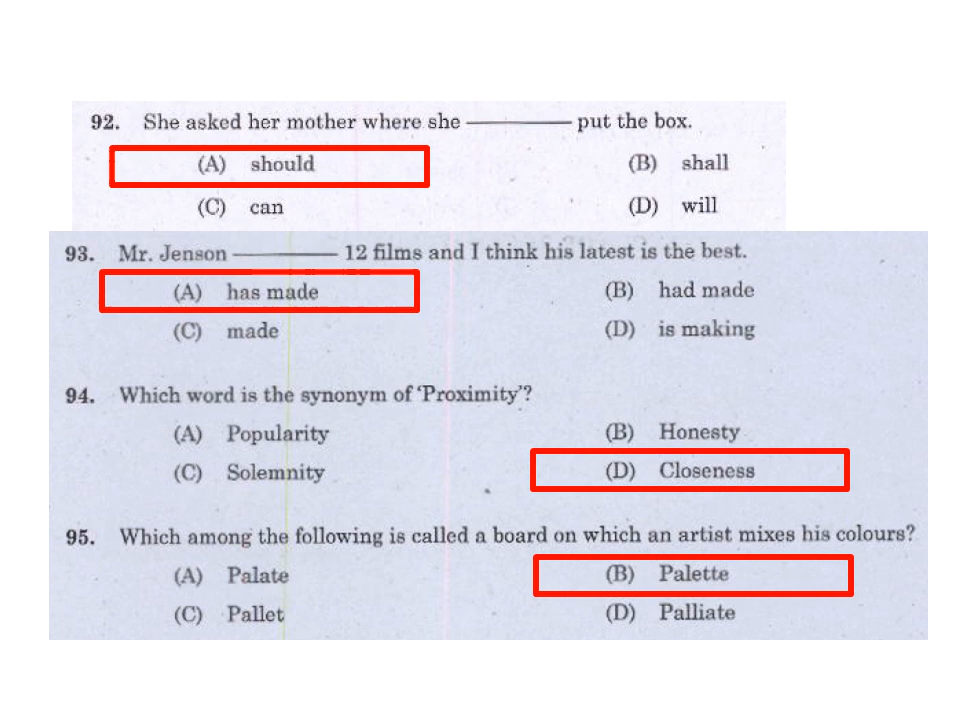 92. She asked her mother where she ———— put the box.
(A) should (B) shall
(C) can (D) will
93. Mr. Jenson ———— 12 films and I think his latest is the best.
(A) has made (B) had made
(C) made (D) is making
94. Which word is the synonym of 'Proximity'?
(A) Popularity (B) Honesty
(C) Solemnity (D) Closeness
95. Which among the following is called a board on which an artist mixes his colours?
(A) Palate (B) Palette
(C) Pallet (D) Palliate